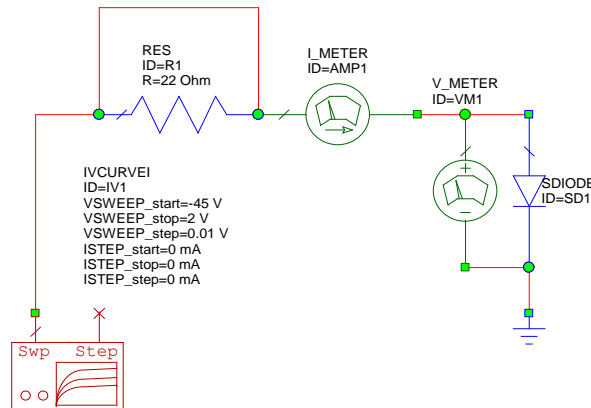 RES
ID=R1
R=22 Ohm
I_METER
ID=AMP1
V_METER
ID=VM1
IVCURVEI
ID=IV1
VSWEEP_start=-45 V
VSWEEP_stop=2 V
VSWEEP_step=0.01 V
ISTEP_start=0 mA
ISTEP_stop=0 mA
ISTEP_step=0 mA
SDIODE
ID=SD1
Swp Step